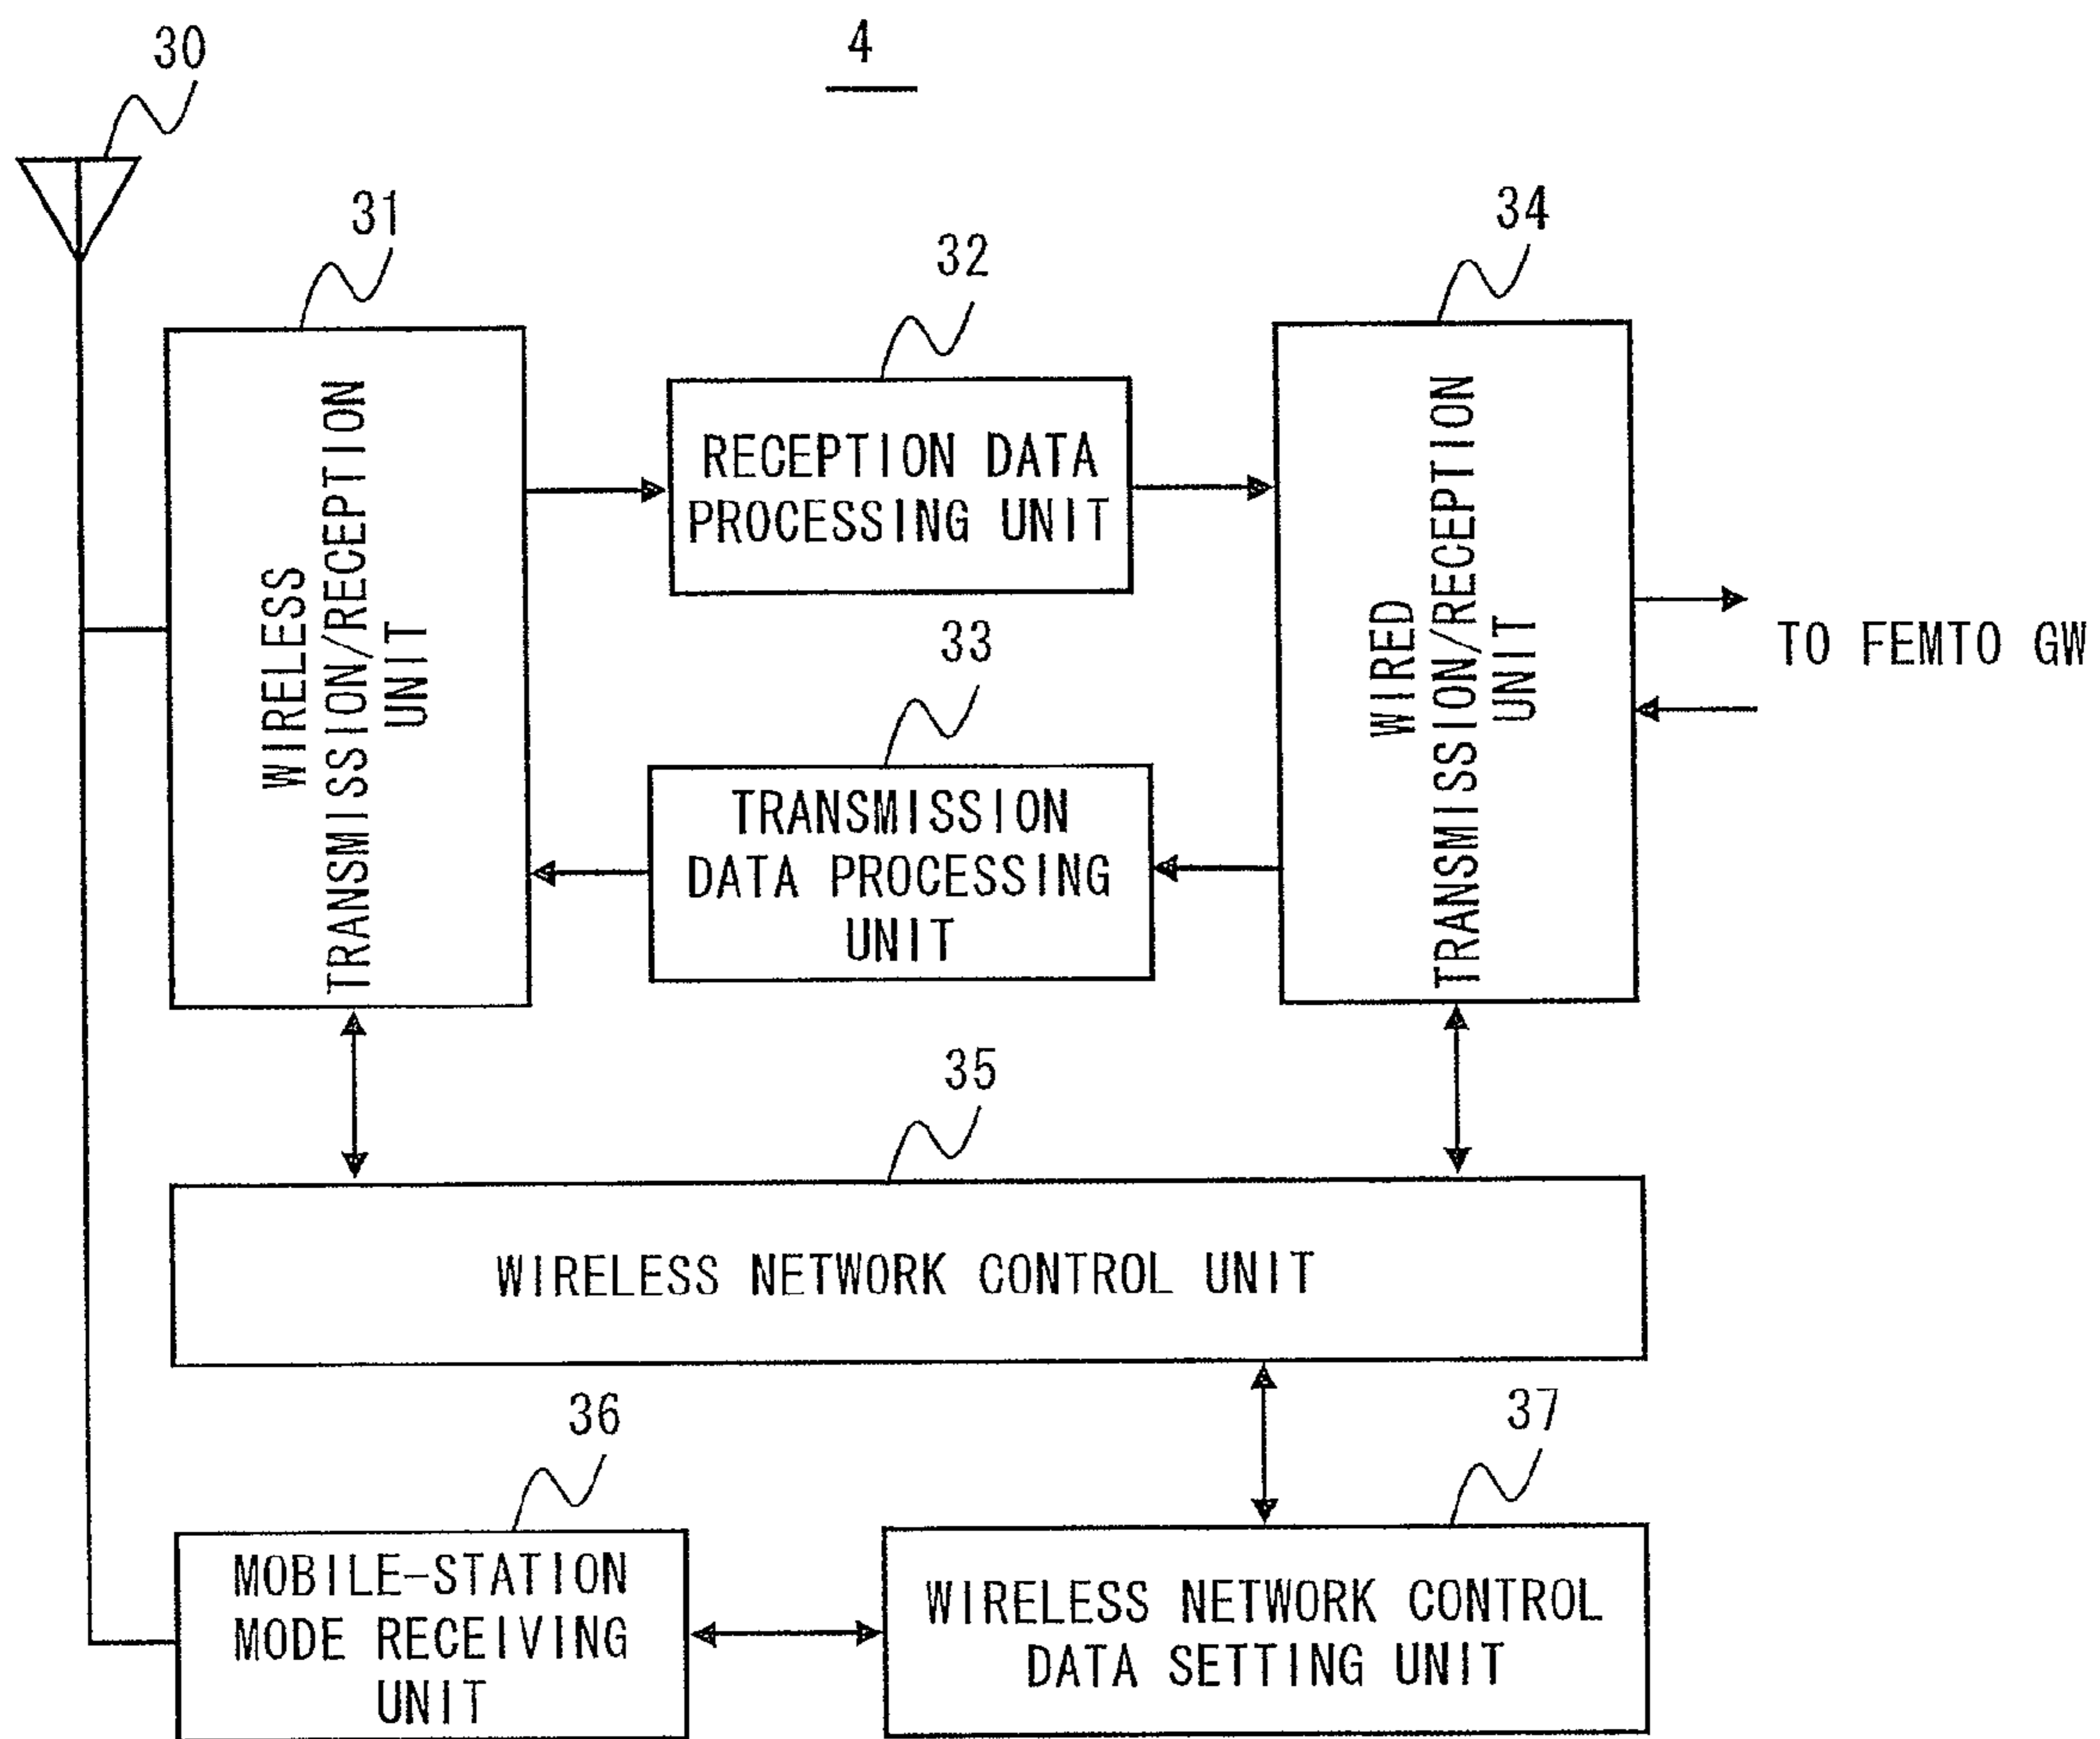 4
30
31
32
34
WIRELESS
TRANSMISSION/RECEPTION
UNIT
RECEPTION DATA
PROCESSING UNIT
WIRED
TRANSMISSION/RECEPTION
UNIT
TO FEMTO GW
33
TRANSMISSION
DATA PROCESSING
UNIT
35
WIRELESS NETWORK CONTROL UNIT
36
37
MOBILE-STATION
MODE RECEIVING
UNIT
WIRELESS NETWORK CONTROL
DATA SETTING UNIT